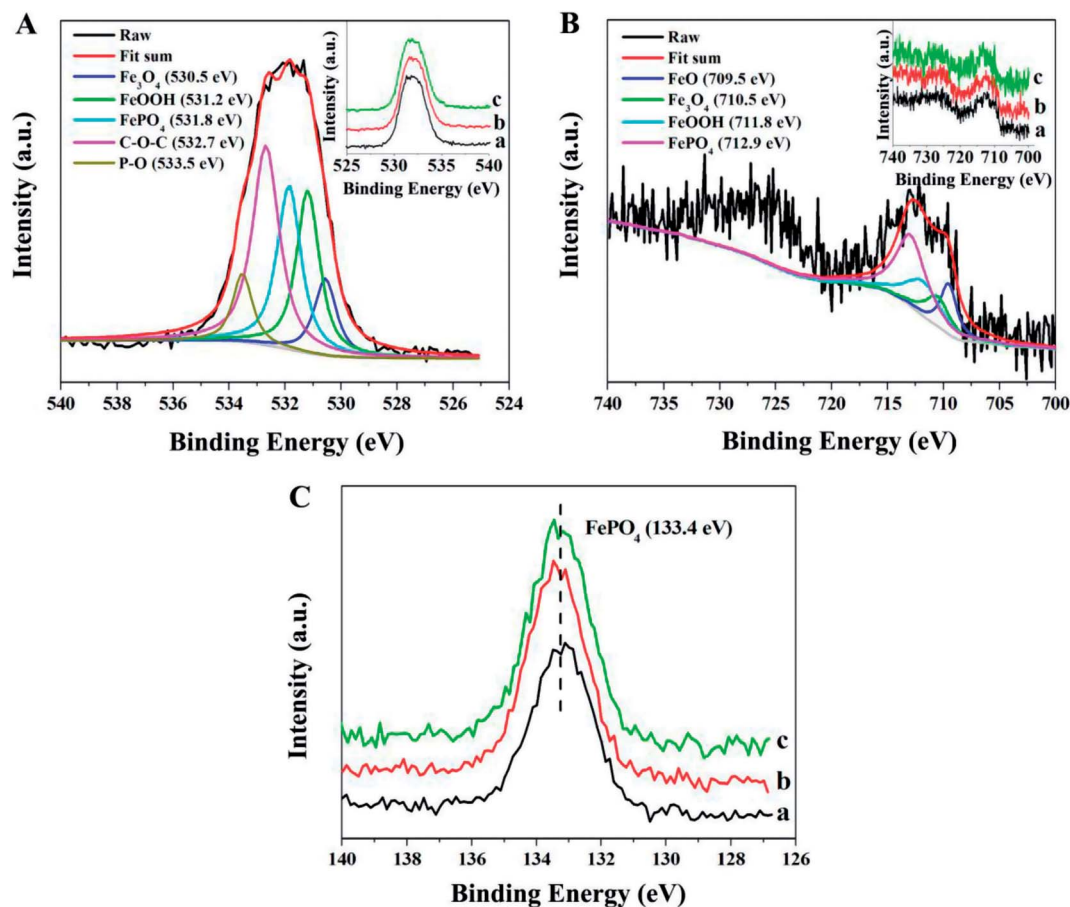 A
Raw
Fit sum
Fe₃O₄ (530.5 eV)
FeOOH (531.2 eV)
FePO₄ (531.8 eV)
C-O-C (532.7 eV)
P-O (533.5 eV)
Intensity (a.u.)
c
b
a
525 530 535 540
Binding Energy (eV)
Intensity (a.u.)
540 538 536 534 532 530 528 526 524
Binding Energy (eV)
B
Raw
Fit sum
FeO (709.5 eV)
Fe₃O₄ (710.5 eV)
FeOOH (711.8 eV)
FePO₄ (712.9 eV)
Intensity (a.u.)
c
b
a
740 730 720 710 700
Binding Energy (eV)
Intensity (a.u.)
740 735 730 725 720 715 710 705 700
Binding Energy (eV)
C
FePO₄ (133.4 eV)
Intensity (a.u.)
c
b
a
140 138 136 134 132 130 128 126
Binding Energy (eV)